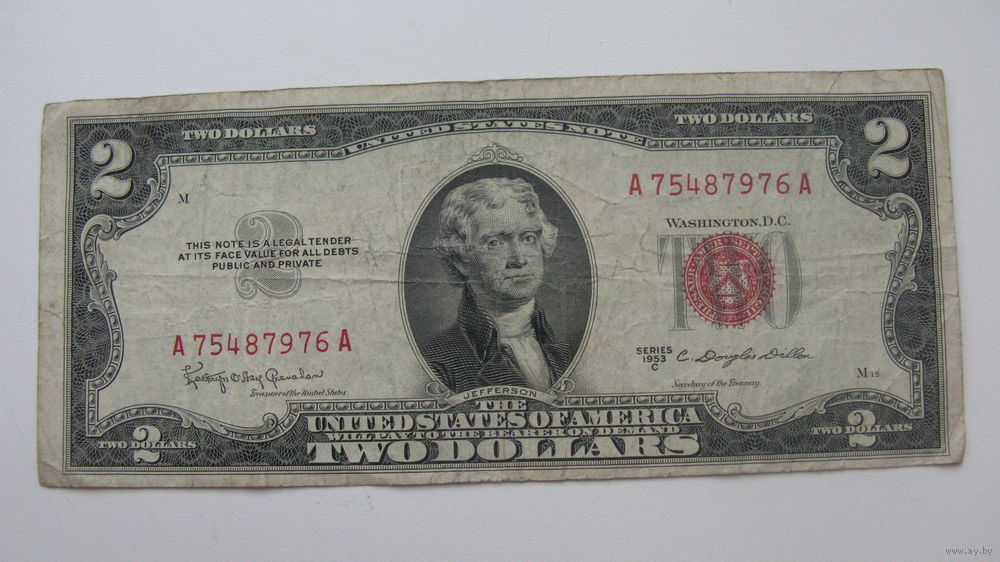 TWO DOLLARS
UNITED STATES NOTE
TWO DOLLARS
2
2
M
A 75487976 A
WASHINGTON, D.C.
2
THIS NOTE IS A LEGAL TENDER
AT ITS FACE VALUE FOR ALL DEBTS
PUBLIC AND PRIVATE
TWO
A 75487976 A
SERIES
1953
C
C. Douglas Dillon
Secretary of the Treasury.
M 15
Treasurer of the United States.
JEFFERSON
THE
UNITED STATES OF AMERICA
WILL PAY TO THE BEARER ON DEMAND
TWO DOLLARS
2
TWO DOLLARS
2
TWO DOLLARS
www.ay.by